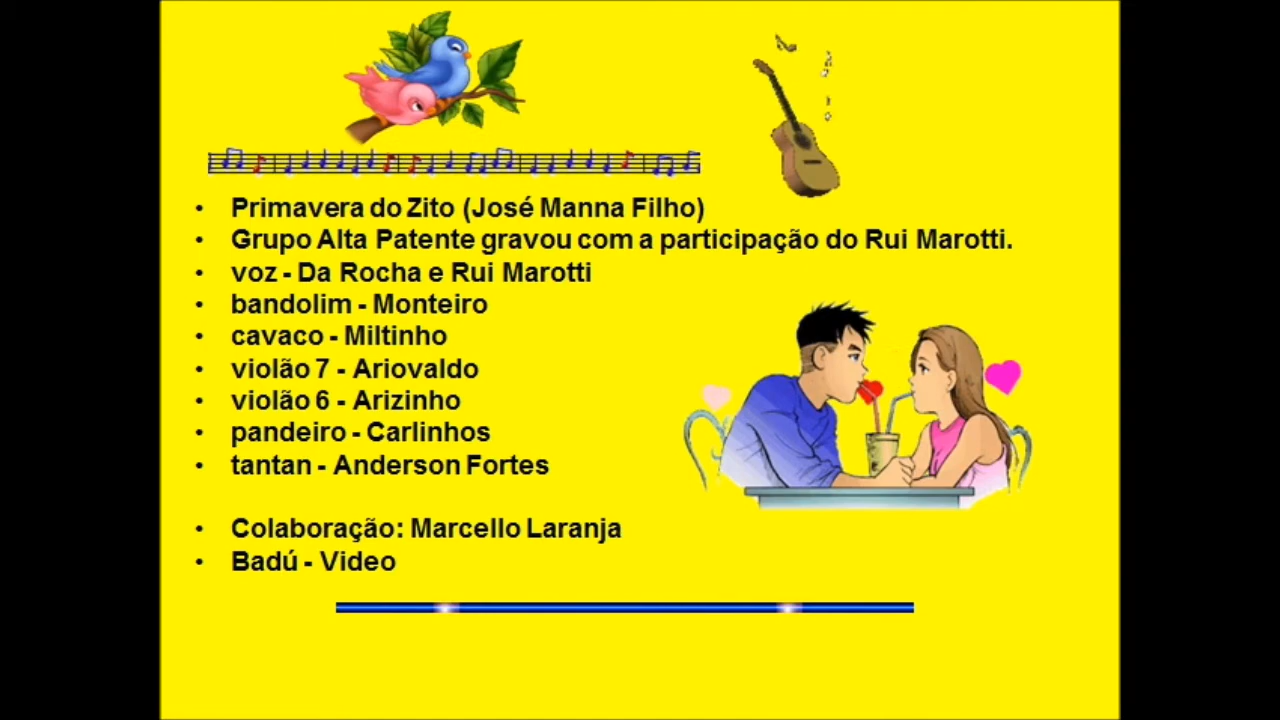 • Primavera do Zito (José Manna Filho)
• Grupo Alta Patente gravou com a participação do Rui Marotti.
• voz - Da Rocha e Rui Marotti
• bandolim - Monteiro
• cavaco - Miltinho
• violão 7 - Ariovaldo
• violão 6 - Arizinho
• pandeiro - Carlinhos
• tantan - Anderson Fortes
• Colaboração: Marcello Laranja
• Badú - Video